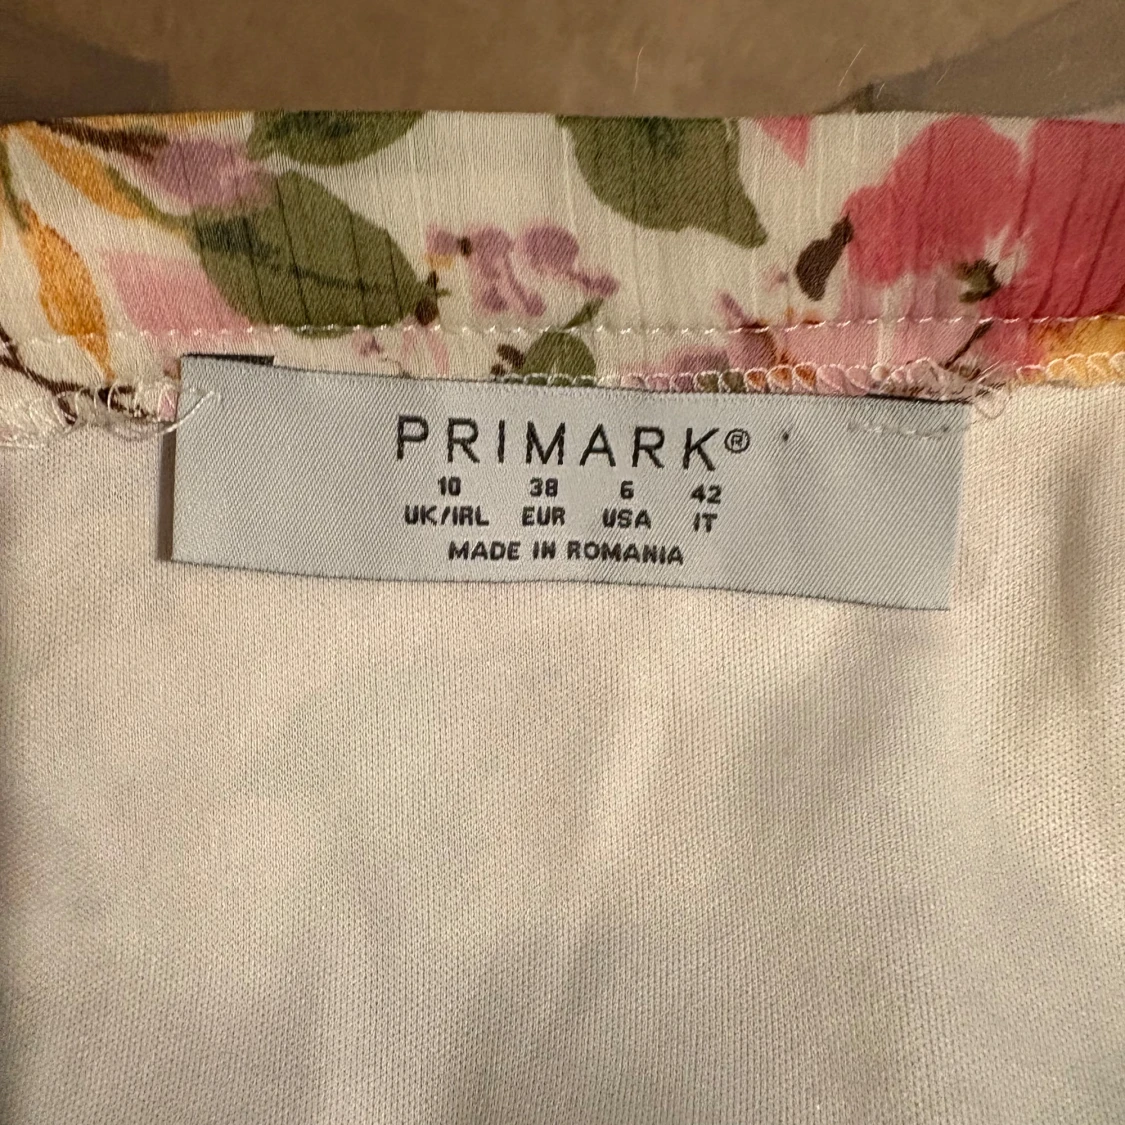 PRIMARK®
10 38 6 42
UK/IRL EUR USA IT
MADE IN ROMANIA